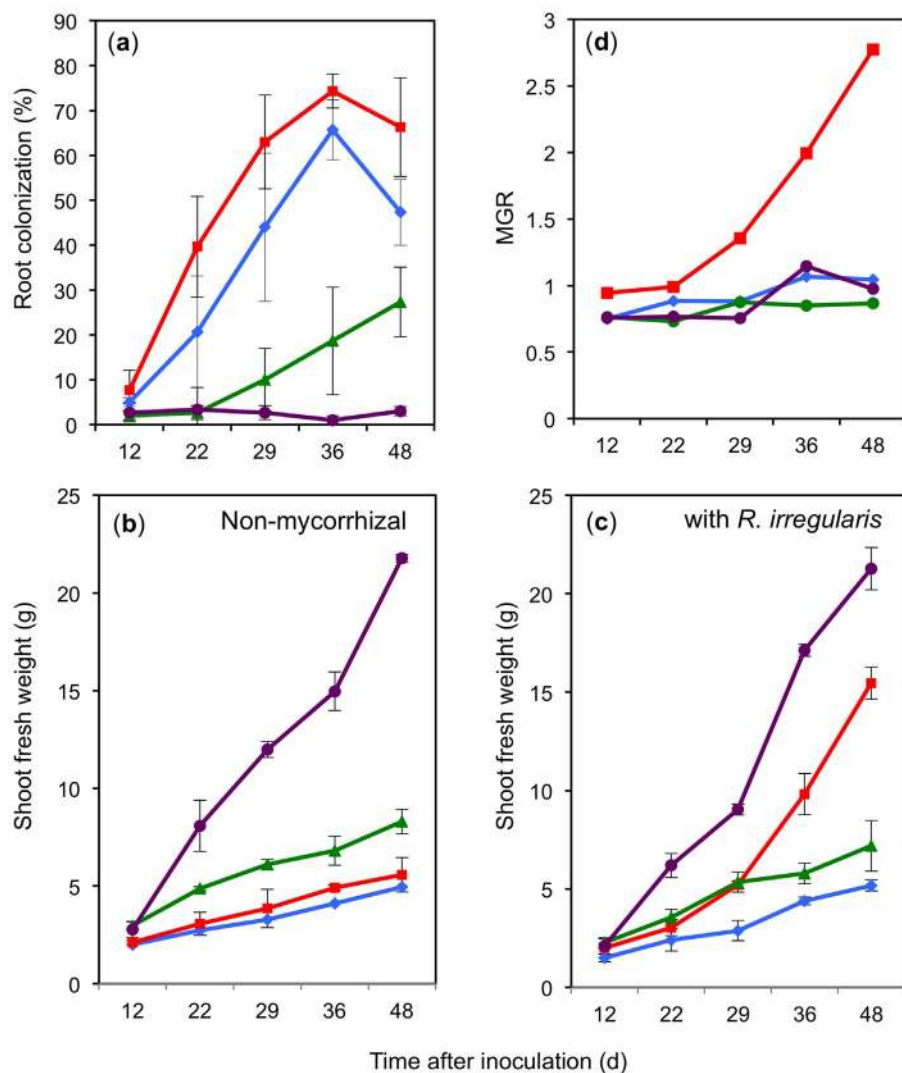 (a)
Root colonization (%)
90
80
70
60
50
40
30
20
10
0
12 22 29 36 48
(d)
MGR
3
2.5
2
1.5
1
0.5
0
12 22 29 36 48
(b) Non-mycorrhizal
Shoot fresh weight (g)
25
20
15
10
5
0
12 22 29 36 48
(c) with R. irregularis
Shoot fresh weight (g)
25
20
15
10
5
0
12 22 29 36 48
Time after inoculation (d)